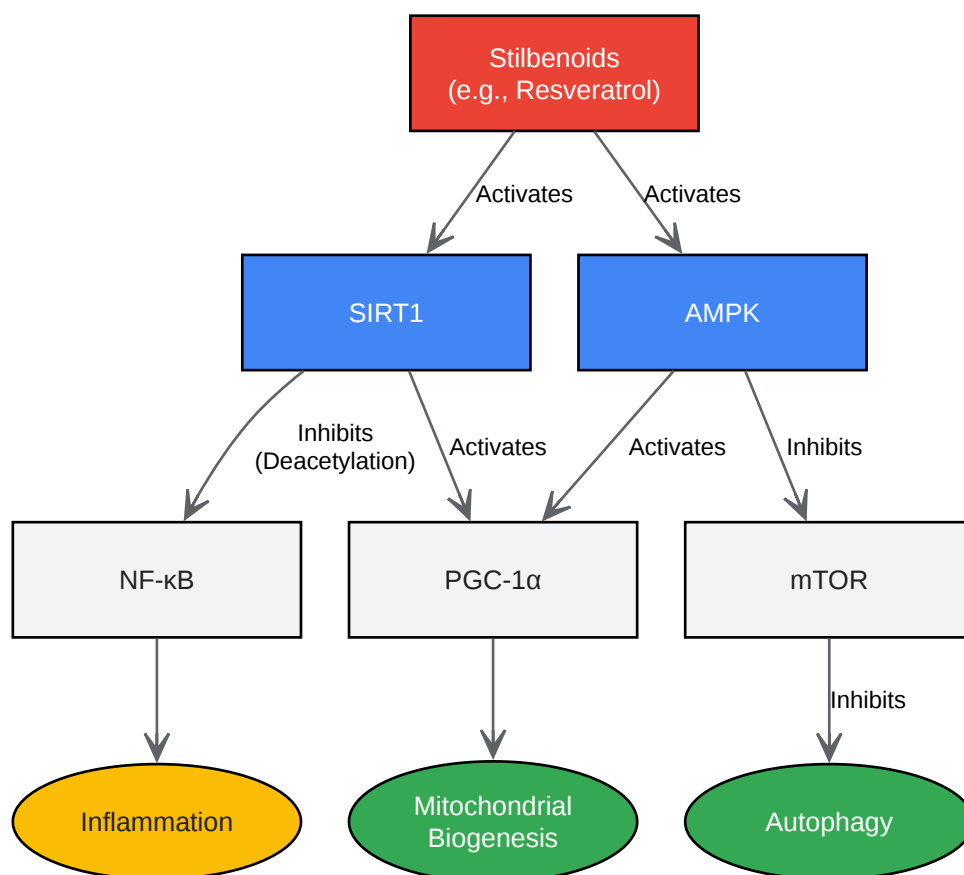 Stilbenoids
(e.g., Resveratrol)
Activates
Activates
SIRT1
AMPK
Inhibits
(Deacetylation)
Activates
Activates
Inhibits
NF-κB
PGC-1α
mTOR
Inhibits
Inflammation
Mitochondrial
Biogenesis
Autophagy